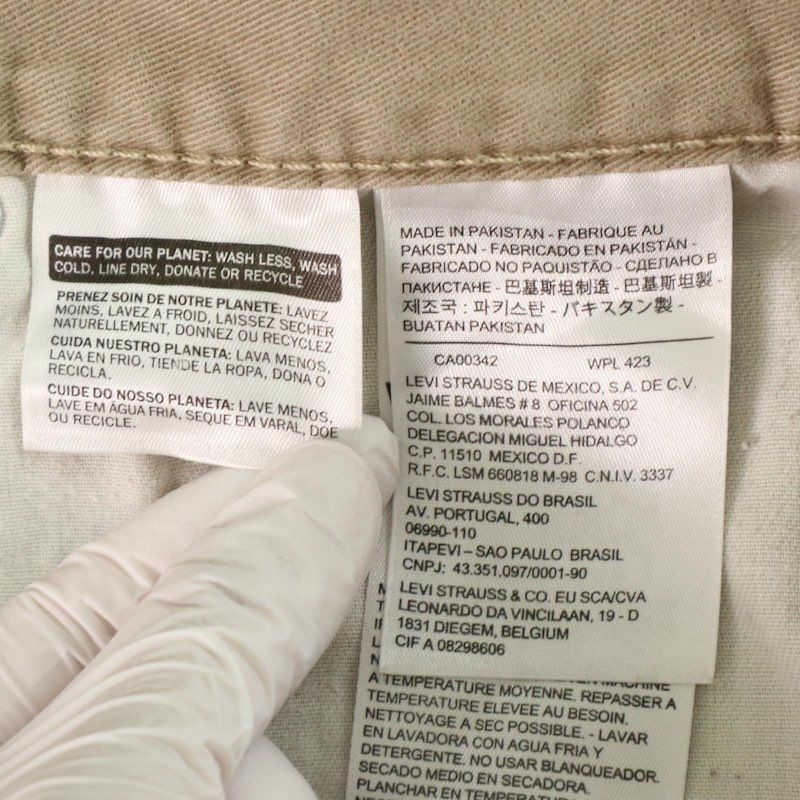 CARE FOR OUR PLANET: WASH LESS, WASH
COLD, LINE DRY, DONATE OR RECYCLE
PRENEZ SOIN DE NOTRE PLANETE: LAVEZ
MOINS, LAVEZ A FROID, LAISSEZ SECHER
NATURELLEMENT, DONNEZ OU RECYCLEZ
CUIDA NUESTRO PLANETA: LAVA MENOS,
LAVA EN FRIO, TIENDE LA ROPA, DONA O
RECICLA.
CUIDE DO NOSSO PLANETA: LAVE MENOS,
LAVE EM ÁGUA FRIA, SEQUE EM VARAL, DOE
OU RECICLE.
MADE IN PAKISTAN - FABRIQUE AU
PAKISTAN - FABRICADO EN PAKISTÁN -
FABRICADO NO PAQUISTÃO - СДЕЛАНО В
ПАКИСТАНЕ - 巴基斯坦制造 - 巴基斯坦製 -
제조국 : 파키스탄 - パキスタン製 -
BUATAN PAKISTAN
CA00342 WPL 423
LEVI STRAUSS DE MEXICO, S.A. DE C.V.
JAIME BALMES # 8 OFICINA 502
COL. LOS MORALES POLANCO
DELEGACION MIGUEL HIDALGO
C.P. 11510 MEXICO D.F.
R.F.C. LSM 660818 M-98 C.N.I.V. 3337
LEVI STRAUSS DO BRASIL
AV. PORTUGAL, 400
06990-110
ITAPEVI – SAO PAULO BRASIL
CNPJ: 43.351.097/0001-90
LEVI STRAUSS & CO. EU SCA/CVA
LEONARDO DA VINCILAAN, 19 - D
1831 DIEGEM, BELGIUM
CIF A 08298606
MACHINE
A TEMPERATURE MOYENNE. REPASSER A
TEMPERATURE ELEVEE AU BESOIN.
NETTOYAGE A SEC POSSIBLE. - LAVAR
EN LAVADORA CON AGUA FRIA Y
DETERGENTE. NO USAR BLANQUEADOR.
SECADO MEDIO EN SECADORA.
PLANCHAR EN TEMPERATURA